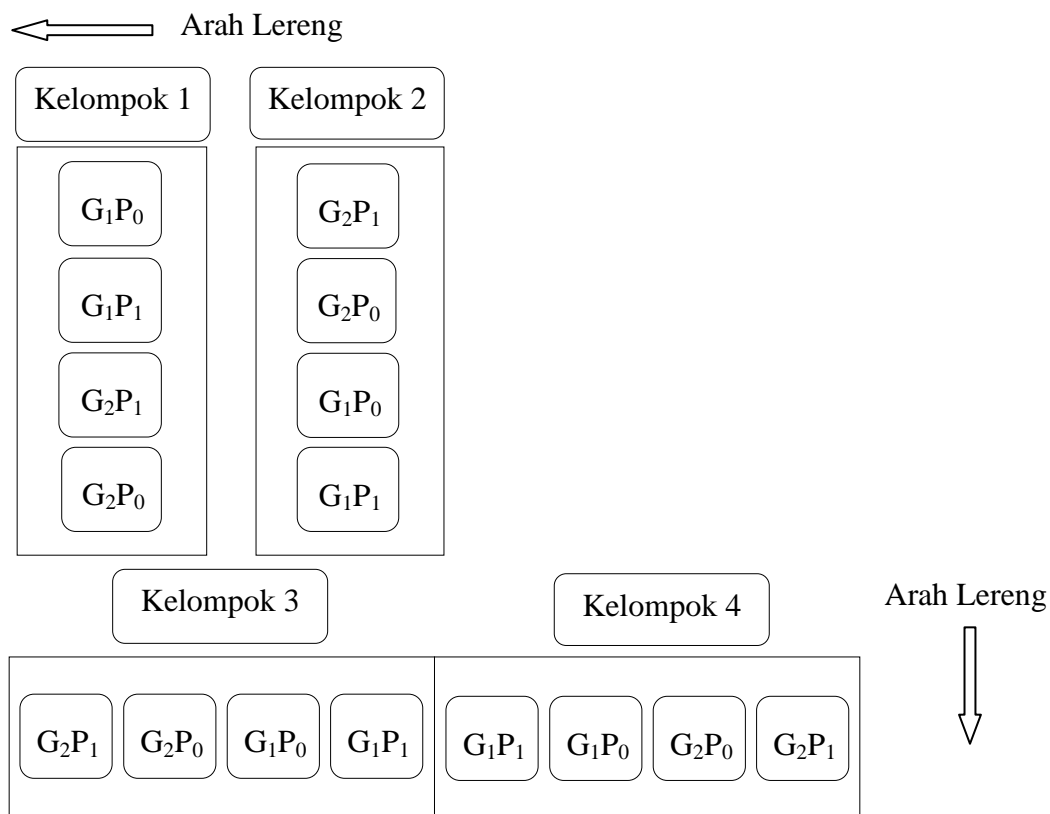 Arah Lereng
Kelompok 1
Kelompok 2
G₁P₀
G₂P₁
G₁P₁
G₂P₀
G₂P₁
G₁P₀
G₂P₀
G₁P₁
Kelompok 3
Kelompok 4
Arah Lereng
G₂P₁
G₂P₀
G₁P₀
G₁P₁
G₁P₁
G₁P₀
G₂P₀
G₂P₁